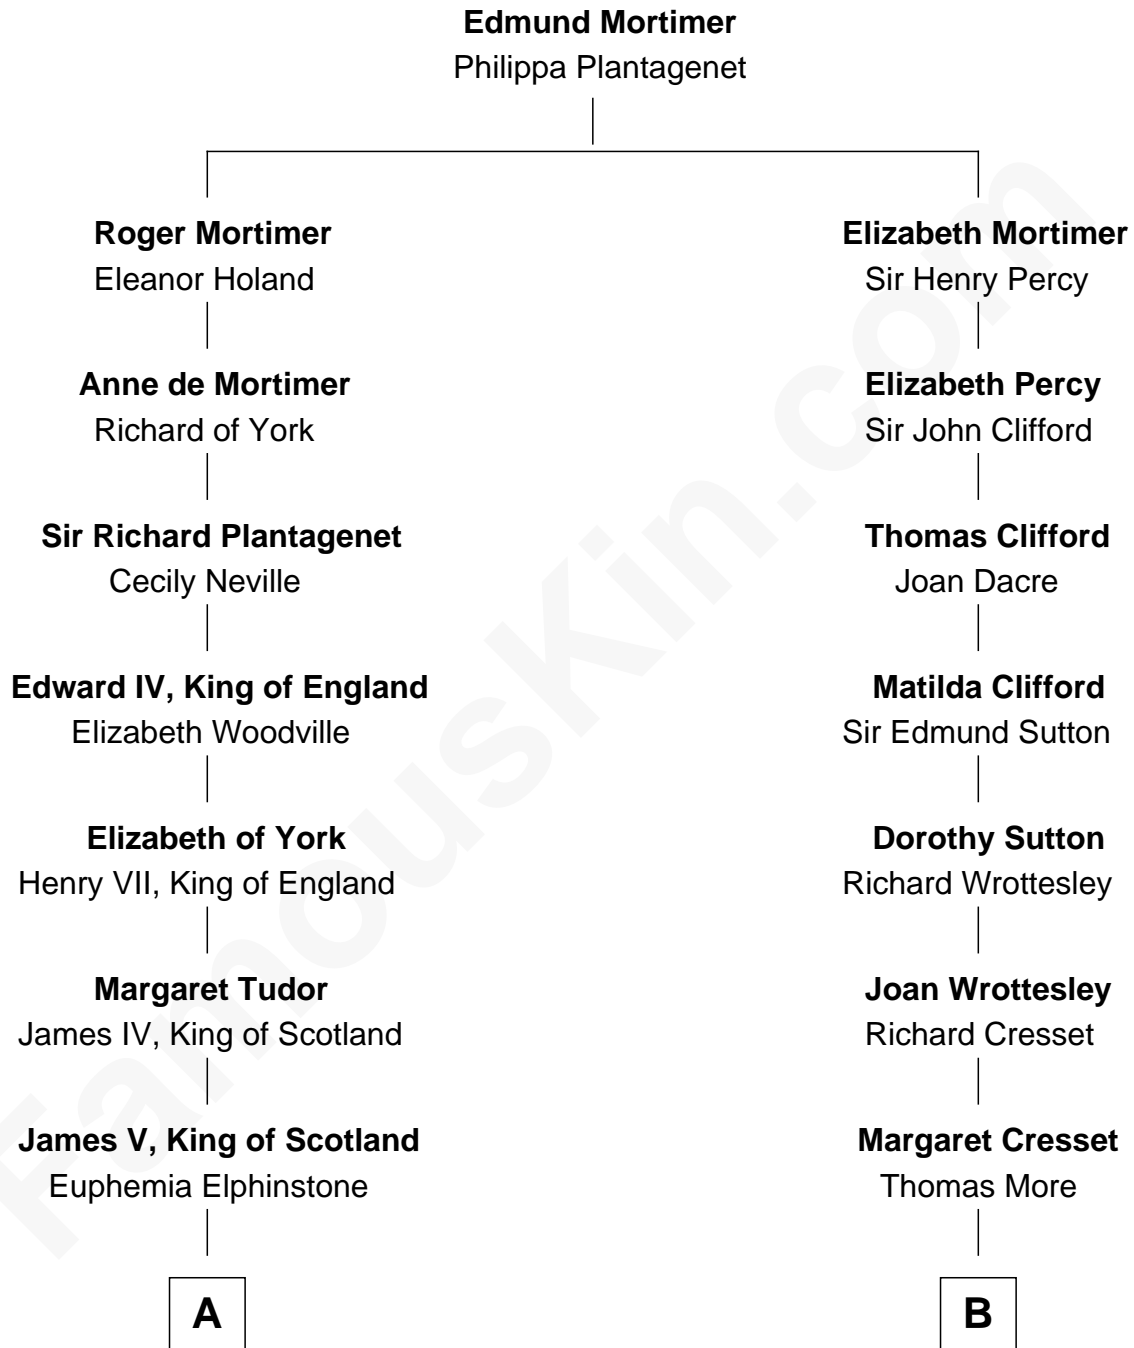 Edmund Mortimer
Philippa Plantagenet
Roger Mortimer
Eleanor Holand
Anne de Mortimer
Richard of York
Sir Richard Plantagenet
Cecily Neville
Edward IV, King of England
Elizabeth Woodville
Elizabeth of York
Henry VII, King of England
Margaret Tudor
James IV, King of Scotland
James V, King of Scotland
Euphemia Elphinstone
A
Elizabeth Mortimer
Sir Henry Percy
Elizabeth Percy
Sir John Clifford
Thomas Clifford
Joan Dacre
Matilda Clifford
Sir Edmund Sutton
Dorothy Sutton
Richard Wrottesley
Joan Wrottesley
Richard Cresset
Margaret Cresset
Thomas More
B
FamousKin.com